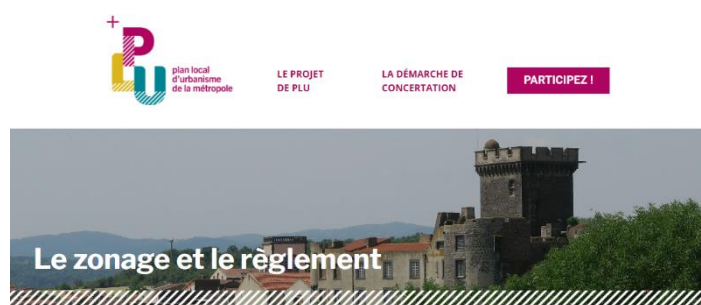 +
PLU
plan local
d'urbanisme
de la métropole
LE PROJET
DE PLU
LA DÉMARCHE DE
CONCERTATION
PARTICIPEZ !
Le zonage et le règlement